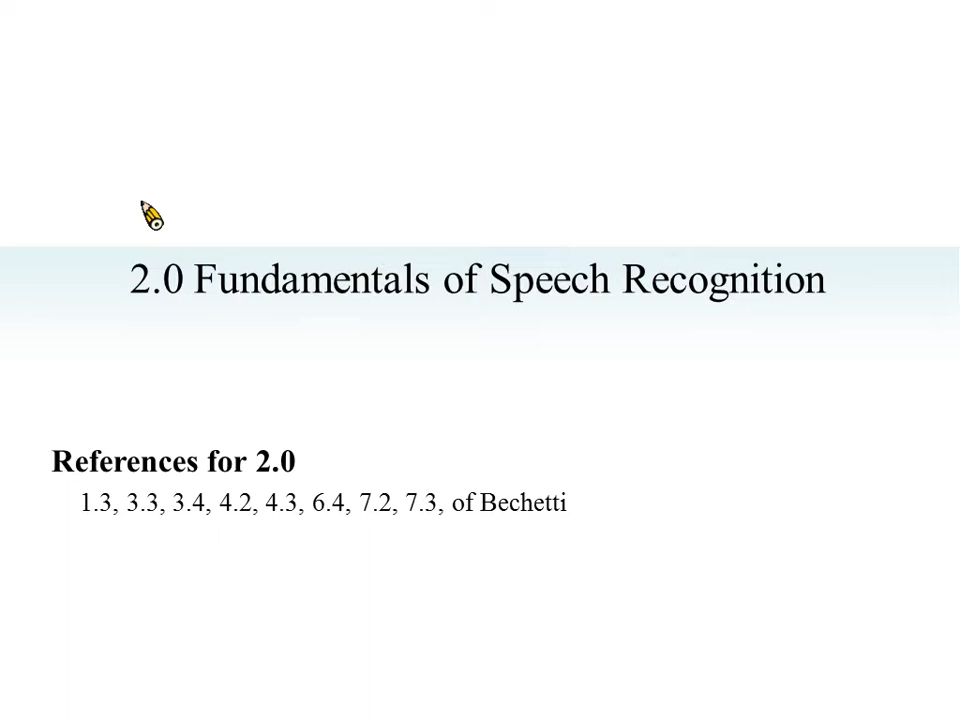 2.0 Fundamentals of Speech Recognition
References for 2.0
1.3, 3.3, 3.4, 4.2, 4.3, 6.4, 7.2, 7.3, of Bechetti